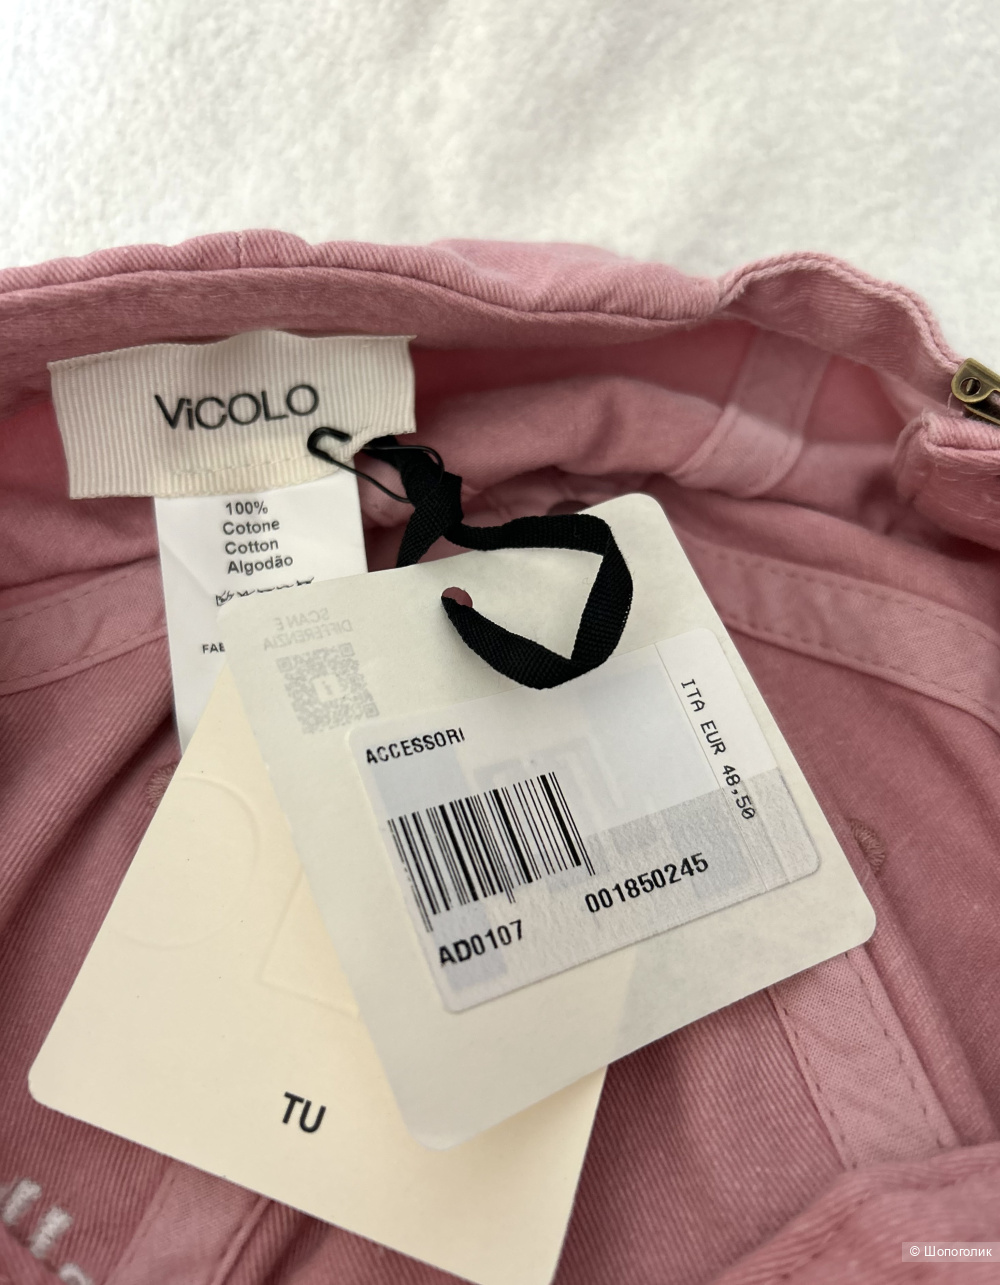 ViCOLO
100%
Cotone
Cotton
Algodão
SCAN E
DIFFERENZIA
ACCESSORI
ITA EUR 48,50
001850245
AD0107
TU
© Шопоголик